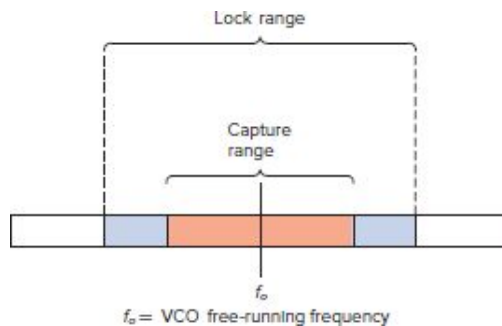 Lock range
Capture
range
fₒ
fₒ = VCO free-running frequency